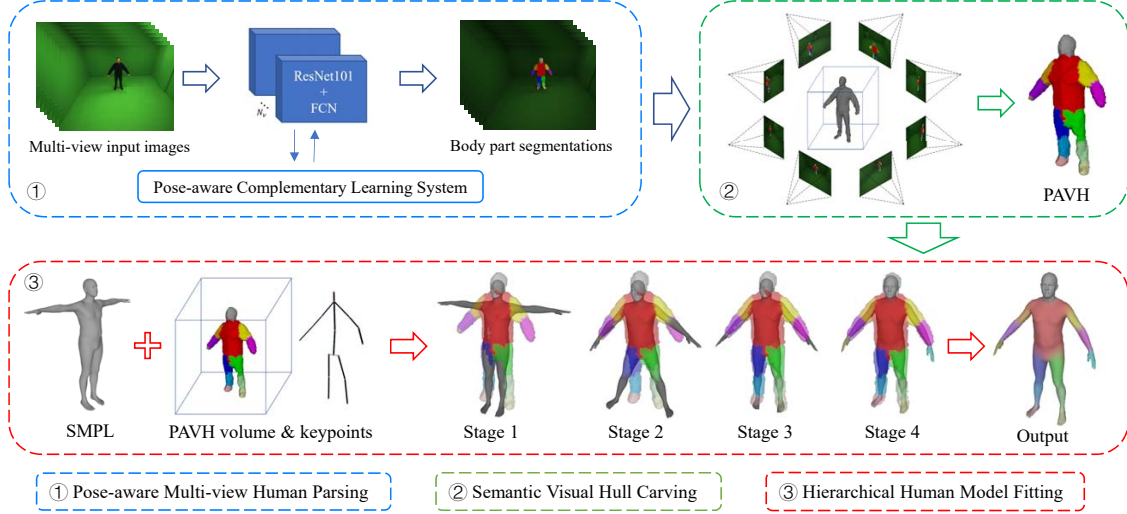 ResNet101
+
FCN
N_v
Multi-view input images
Body part segmentations
Pose-aware Complementary Learning System
①
②
PAVH
③
SMPL
PAVH volume & keypoints
Stage 1
Stage 2
Stage 3
Stage 4
Output
① Pose-aware Multi-view Human Parsing
② Semantic Visual Hull Carving
③ Hierarchical Human Model Fitting